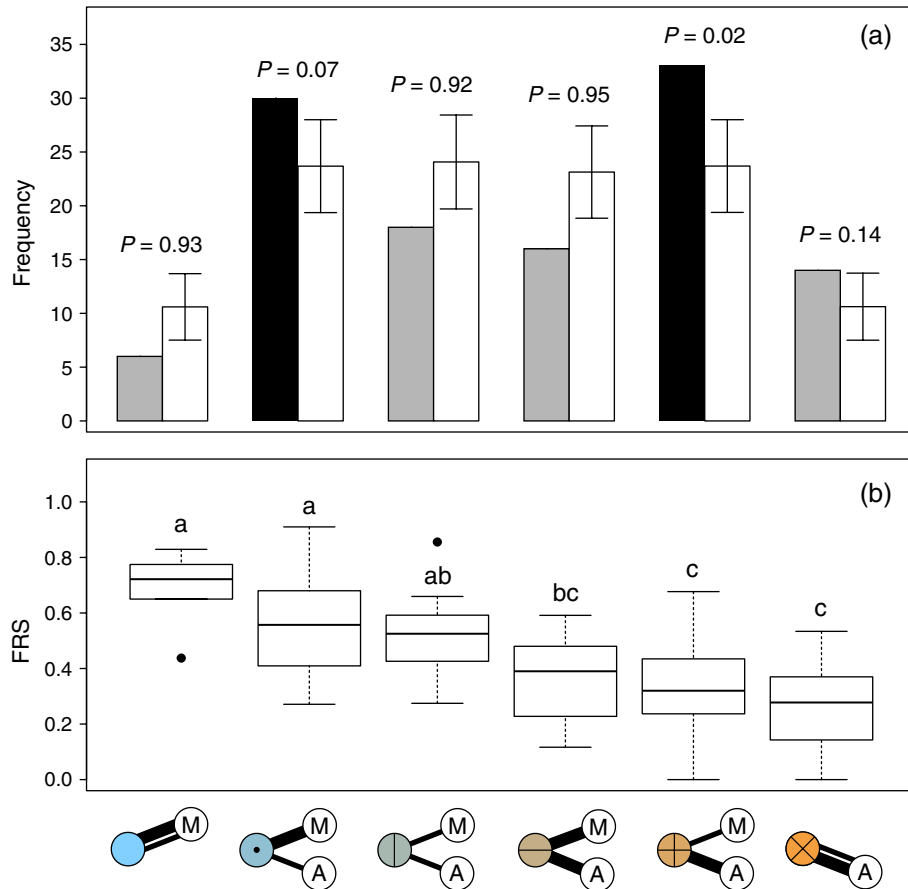 (a)
35
30
25
20
15
10
5
0
Frequency
P = 0.93
P = 0.07
P = 0.92
P = 0.95
P = 0.02
P = 0.14
(b)
1.0
0.8
0.6
0.4
0.2
0.0
FRS
a
a
ab
bc
c
c
M
M
A
M
A
M
A
M
A
A